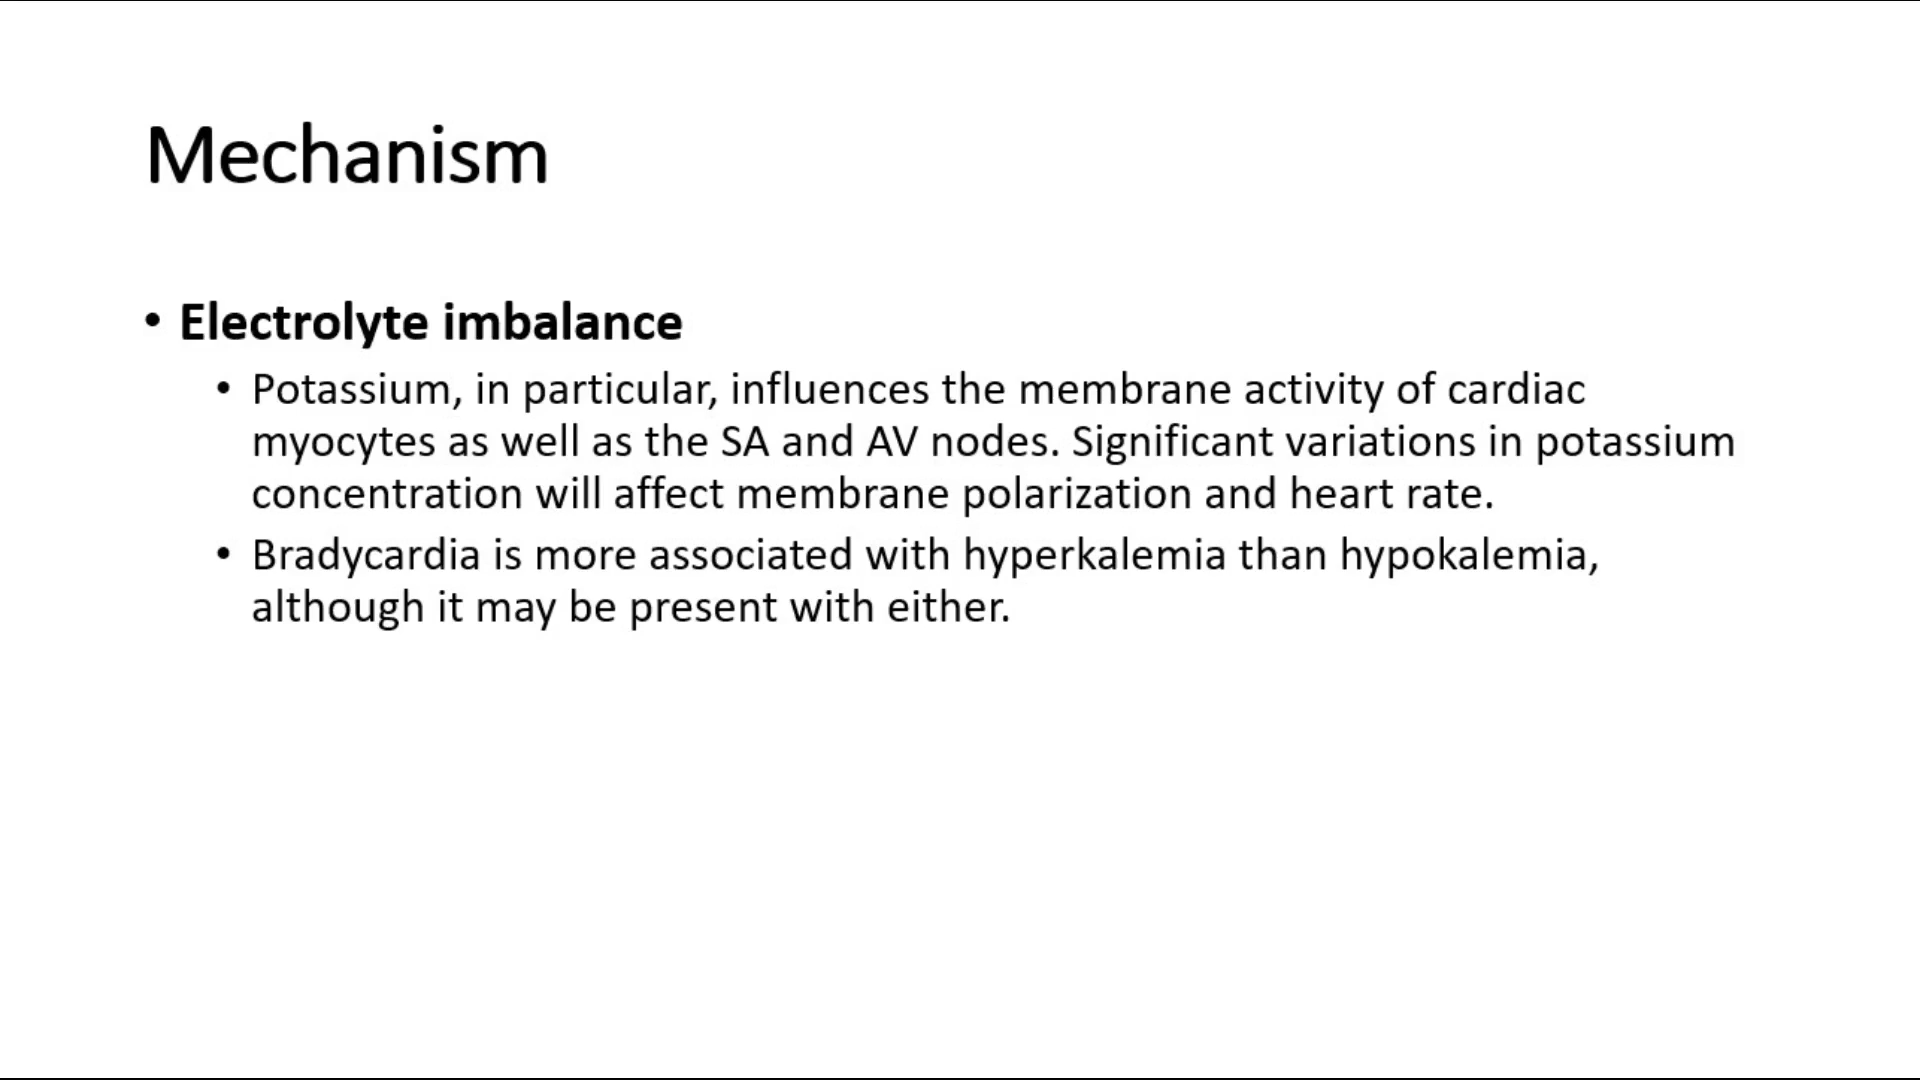 Mechanism
• Electrolyte imbalance
• Potassium, in particular, influences the membrane activity of cardiac
myocytes as well as the SA and AV nodes. Significant variations in potassium
concentration will affect membrane polarization and heart rate.
• Bradycardia is more associated with hyperkalemia than hypokalemia,
although it may be present with either.